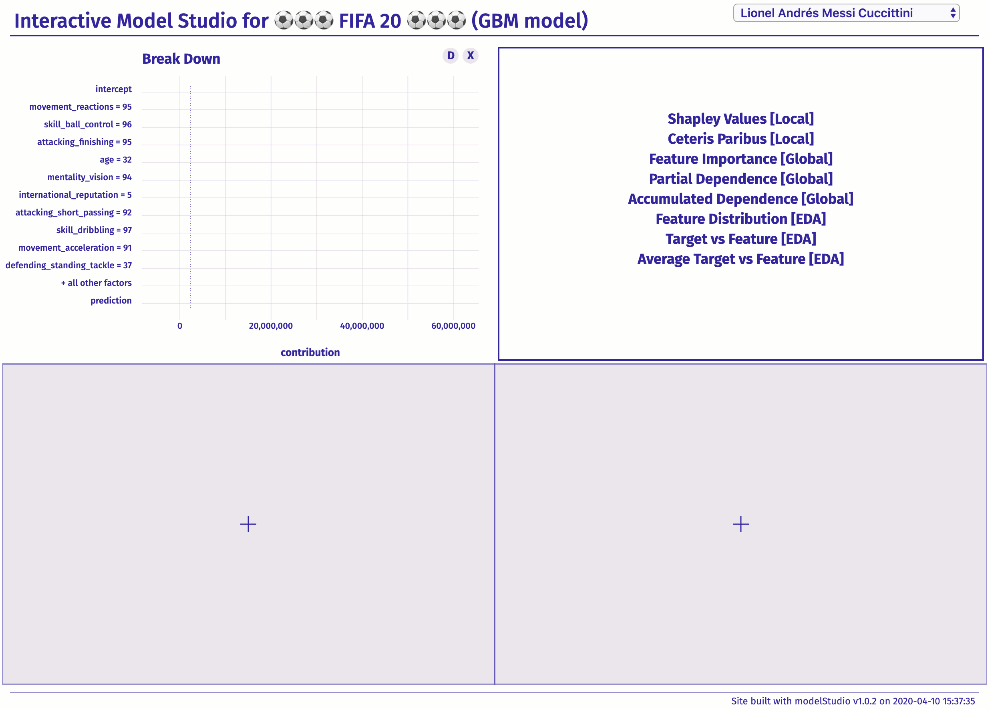 Interactive Model Studio for ⚽⚽⚽ FIFA 20 ⚽⚽⚽ (GBM model)
Lionel Andrés Messi Cuccittini
Break Down
D X
intercept
movement_reactions = 95
skill_ball_control = 96
attacking_finishing = 95
age = 32
mentality_vision = 94
international_reputation = 5
attacking_short_passing = 92
skill_dribbling = 97
movement_acceleration = 91
defending_standing_tackle = 37
+ all other factors
prediction
0 20,000,000 40,000,000 60,000,000
contribution
Shapley Values [Local]
Ceteris Paribus [Local]
Feature Importance [Global]
Partial Dependence [Global]
Accumulated Dependence [Global]
Feature Distribution [EDA]
Target vs Feature [EDA]
Average Target vs Feature [EDA]
+ +
Site built with modelStudio v1.0.2 on 2020-04-10 15:37:35